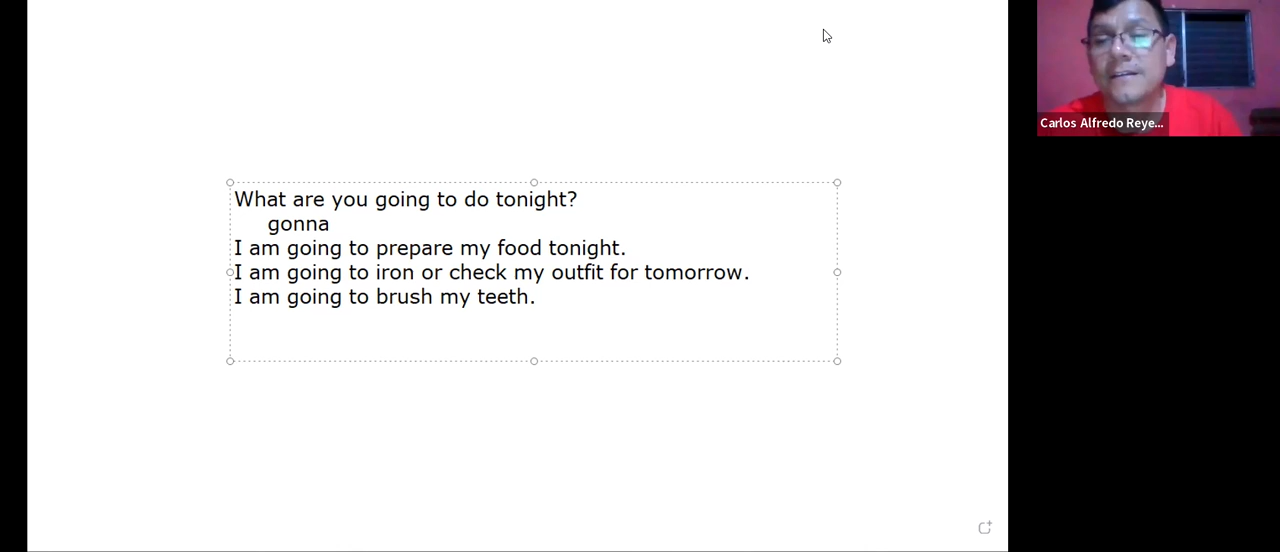 What are you going to do tonight?
gonna
I am going to prepare my food tonight.
I am going to iron or check my outfit for tomorrow.
I am going to brush my teeth.
Carlos Alfredo Reye...